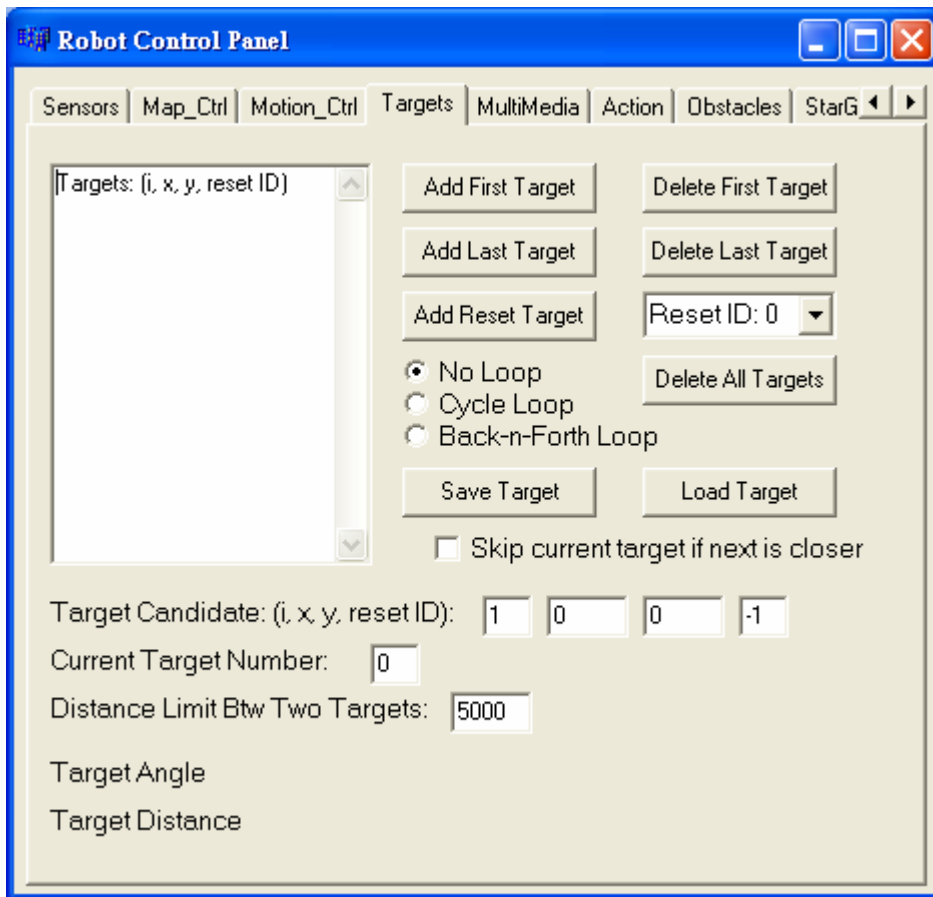 Robot Control Panel
Sensors Map_Ctrl Motion_Ctrl Targets MultiMedia Action Obstacles StarG
Targets: (i, x, y, reset ID)
Add First Target Delete First Target
Add Last Target Delete Last Target
Add Reset Target Reset ID: 0
No Loop
Delete All Targets
Cycle Loop
Back-n-Forth Loop
Save Target Load Target
Skip current target if next is closer
Target Candidate: (i, x, y, reset ID): 1 0 0 -1
Current Target Number: 0
Distance Limit Btw Two Targets: 5000
Target Angle
Target Distance